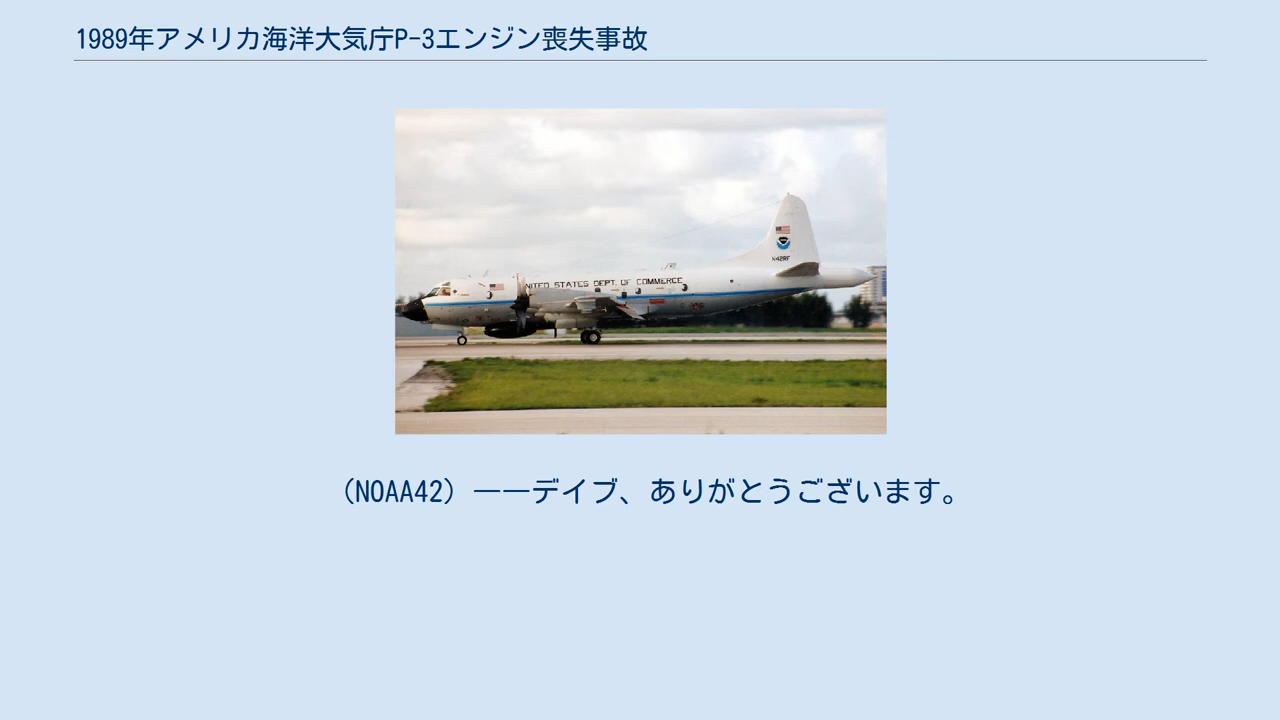 1989年アメリカ海洋大気庁P-3エンジン喪失事故
N42RF
UNITED STATES DEPT. OF COMMERCE
（NOAA42）――デイブ、ありがとうございます。